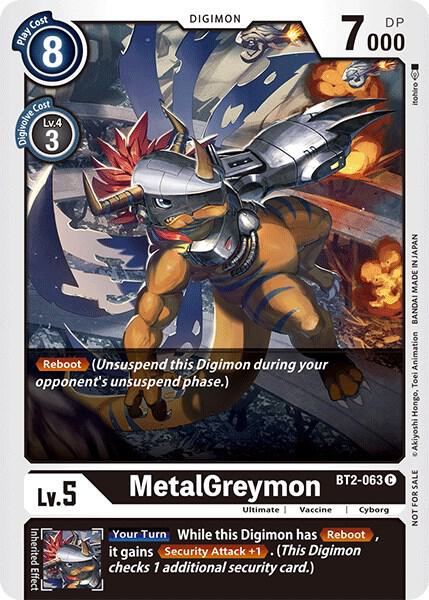 Play Cost
8
DIGIMON
DP
7000
Digivolve Cost
Lv.4
3
itohiro
Reboot (Unsuspend this Digimon during your
opponent's unsuspend phase.)
© Akiyoshi Hongo, Toei Animation
BANDAI MADE IN JAPAN
NOT FOR SALE
Lv.5
MetalGreymon
BT2-063 C
Ultimate | Vaccine | Cyborg
Inherited Effect
Your Turn While this Digimon has Reboot ,
it gains Security Attack +1 . (This Digimon
checks 1 additional security card.)